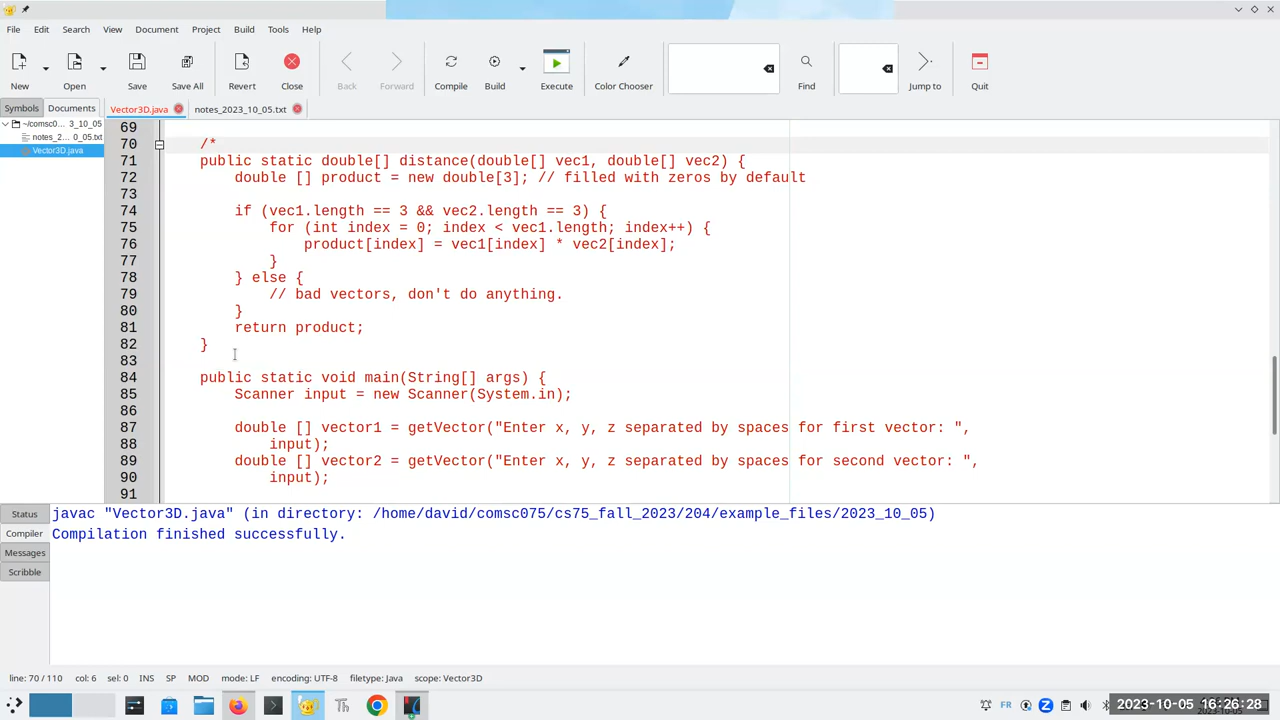 File Edit Search View Document Project Build Tools Help
New Open Save Save All Revert Close Back Forward Compile Build Execute Color Chooser Find Jump to Quit
Symbols Documents Vector3D.java notes_2023_10_05.txt
~/comsc0... 3_10_05
notes_2... 0_05.txt
Vector3D.java
69
70 /*
71 public static double[] distance(double[] vec1, double[] vec2) {
72 double [] product = new double[3]; // filled with zeros by default
73
74 if (vec1.length == 3 && vec2.length == 3) {
75 for (int index = 0; index < vec1.length; index++) {
76 product[index] = vec1[index] * vec2[index];
77 }
78 } else {
79 // bad vectors, don't do anything.
80 }
81 return product;
82 }
83
84 public static void main(String[] args) {
85 Scanner input = new Scanner(System.in);
86
87 double [] vector1 = getVector("Enter x, y, z separated by spaces for first vector: ",
88 input);
89 double [] vector2 = getVector("Enter x, y, z separated by spaces for second vector: ",
90 input);
91
Status
Compiler
Messages
Scribble
javac "Vector3D.java" (in directory: /home/david/comsc075/cs75_fall_2023/204/example_files/2023_10_05)
Compilation finished successfully.
line: 70 / 110 col: 6 sel: 0 INS SP MOD mode: LF encoding: UTF-8 filetype: Java scope: Vector3D
Th FR 2023-10-05 16:26:28